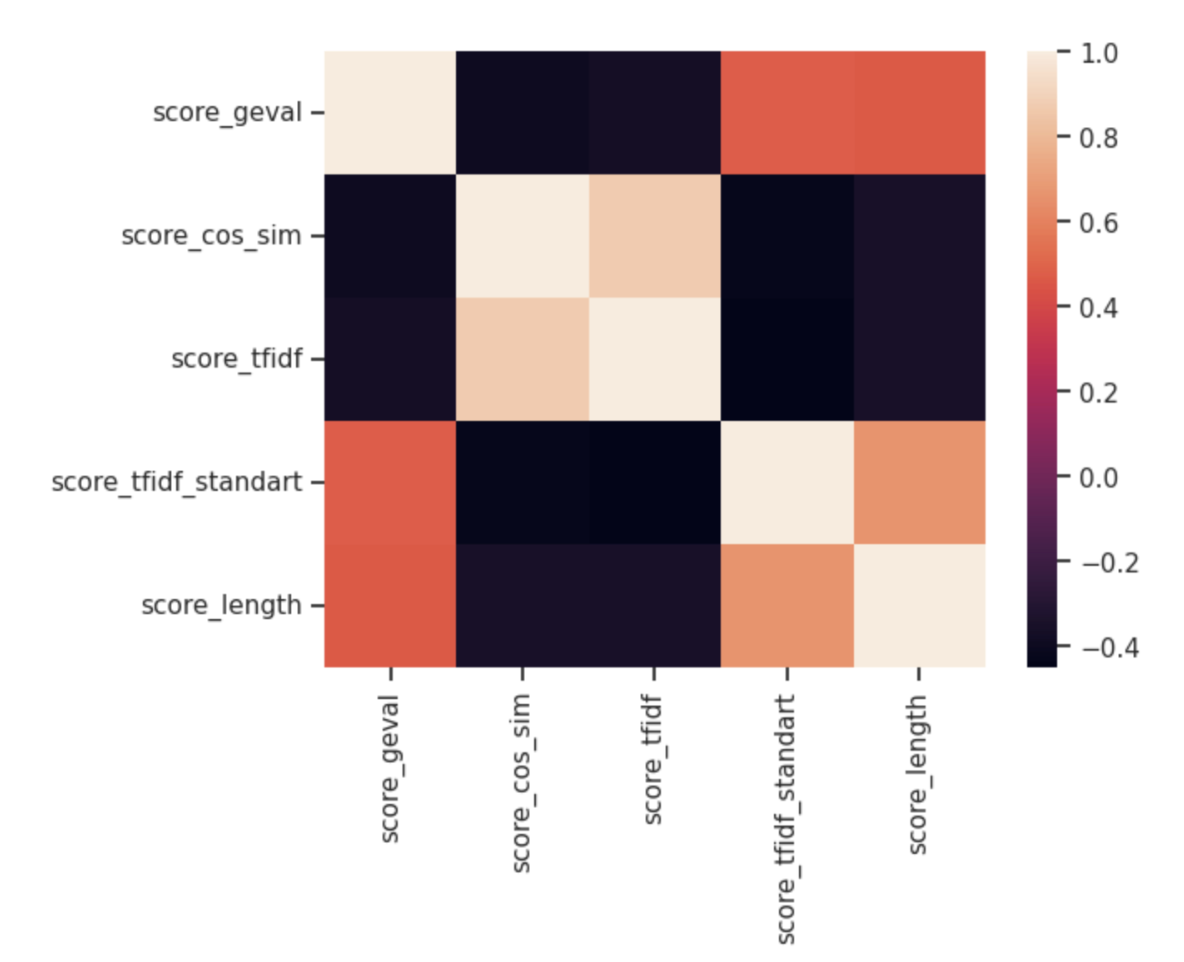 score_geval
score_cos_sim
score_tfidf
score_tfidf_standart
score_length
score_geval
score_cos_sim
score_tfidf
score_tfidf_standart
score_length
1.0
0.8
0.6
0.4
0.2
0.0
−0.2
−0.4